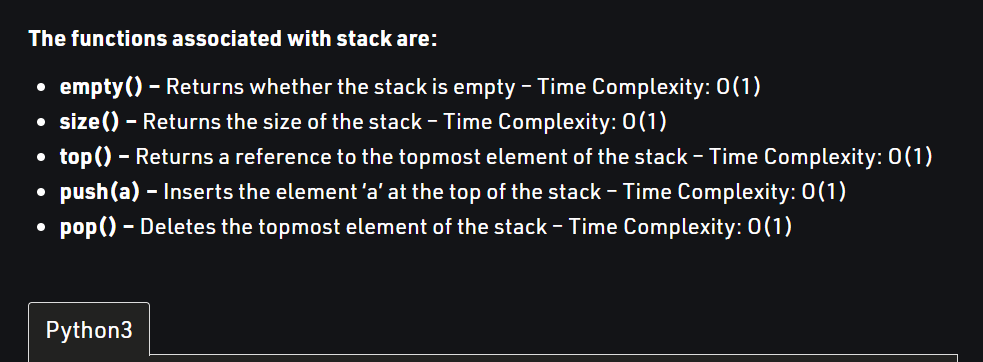 The functions associated with stack are:
• empty() – Returns whether the stack is empty – Time Complexity: O(1)
• size() – Returns the size of the stack – Time Complexity: O(1)
• top() – Returns a reference to the topmost element of the stack – Time Complexity: O(1)
• push(a) – Inserts the element ‘a’ at the top of the stack – Time Complexity: O(1)
• pop() – Deletes the topmost element of the stack – Time Complexity: O(1)
Python3